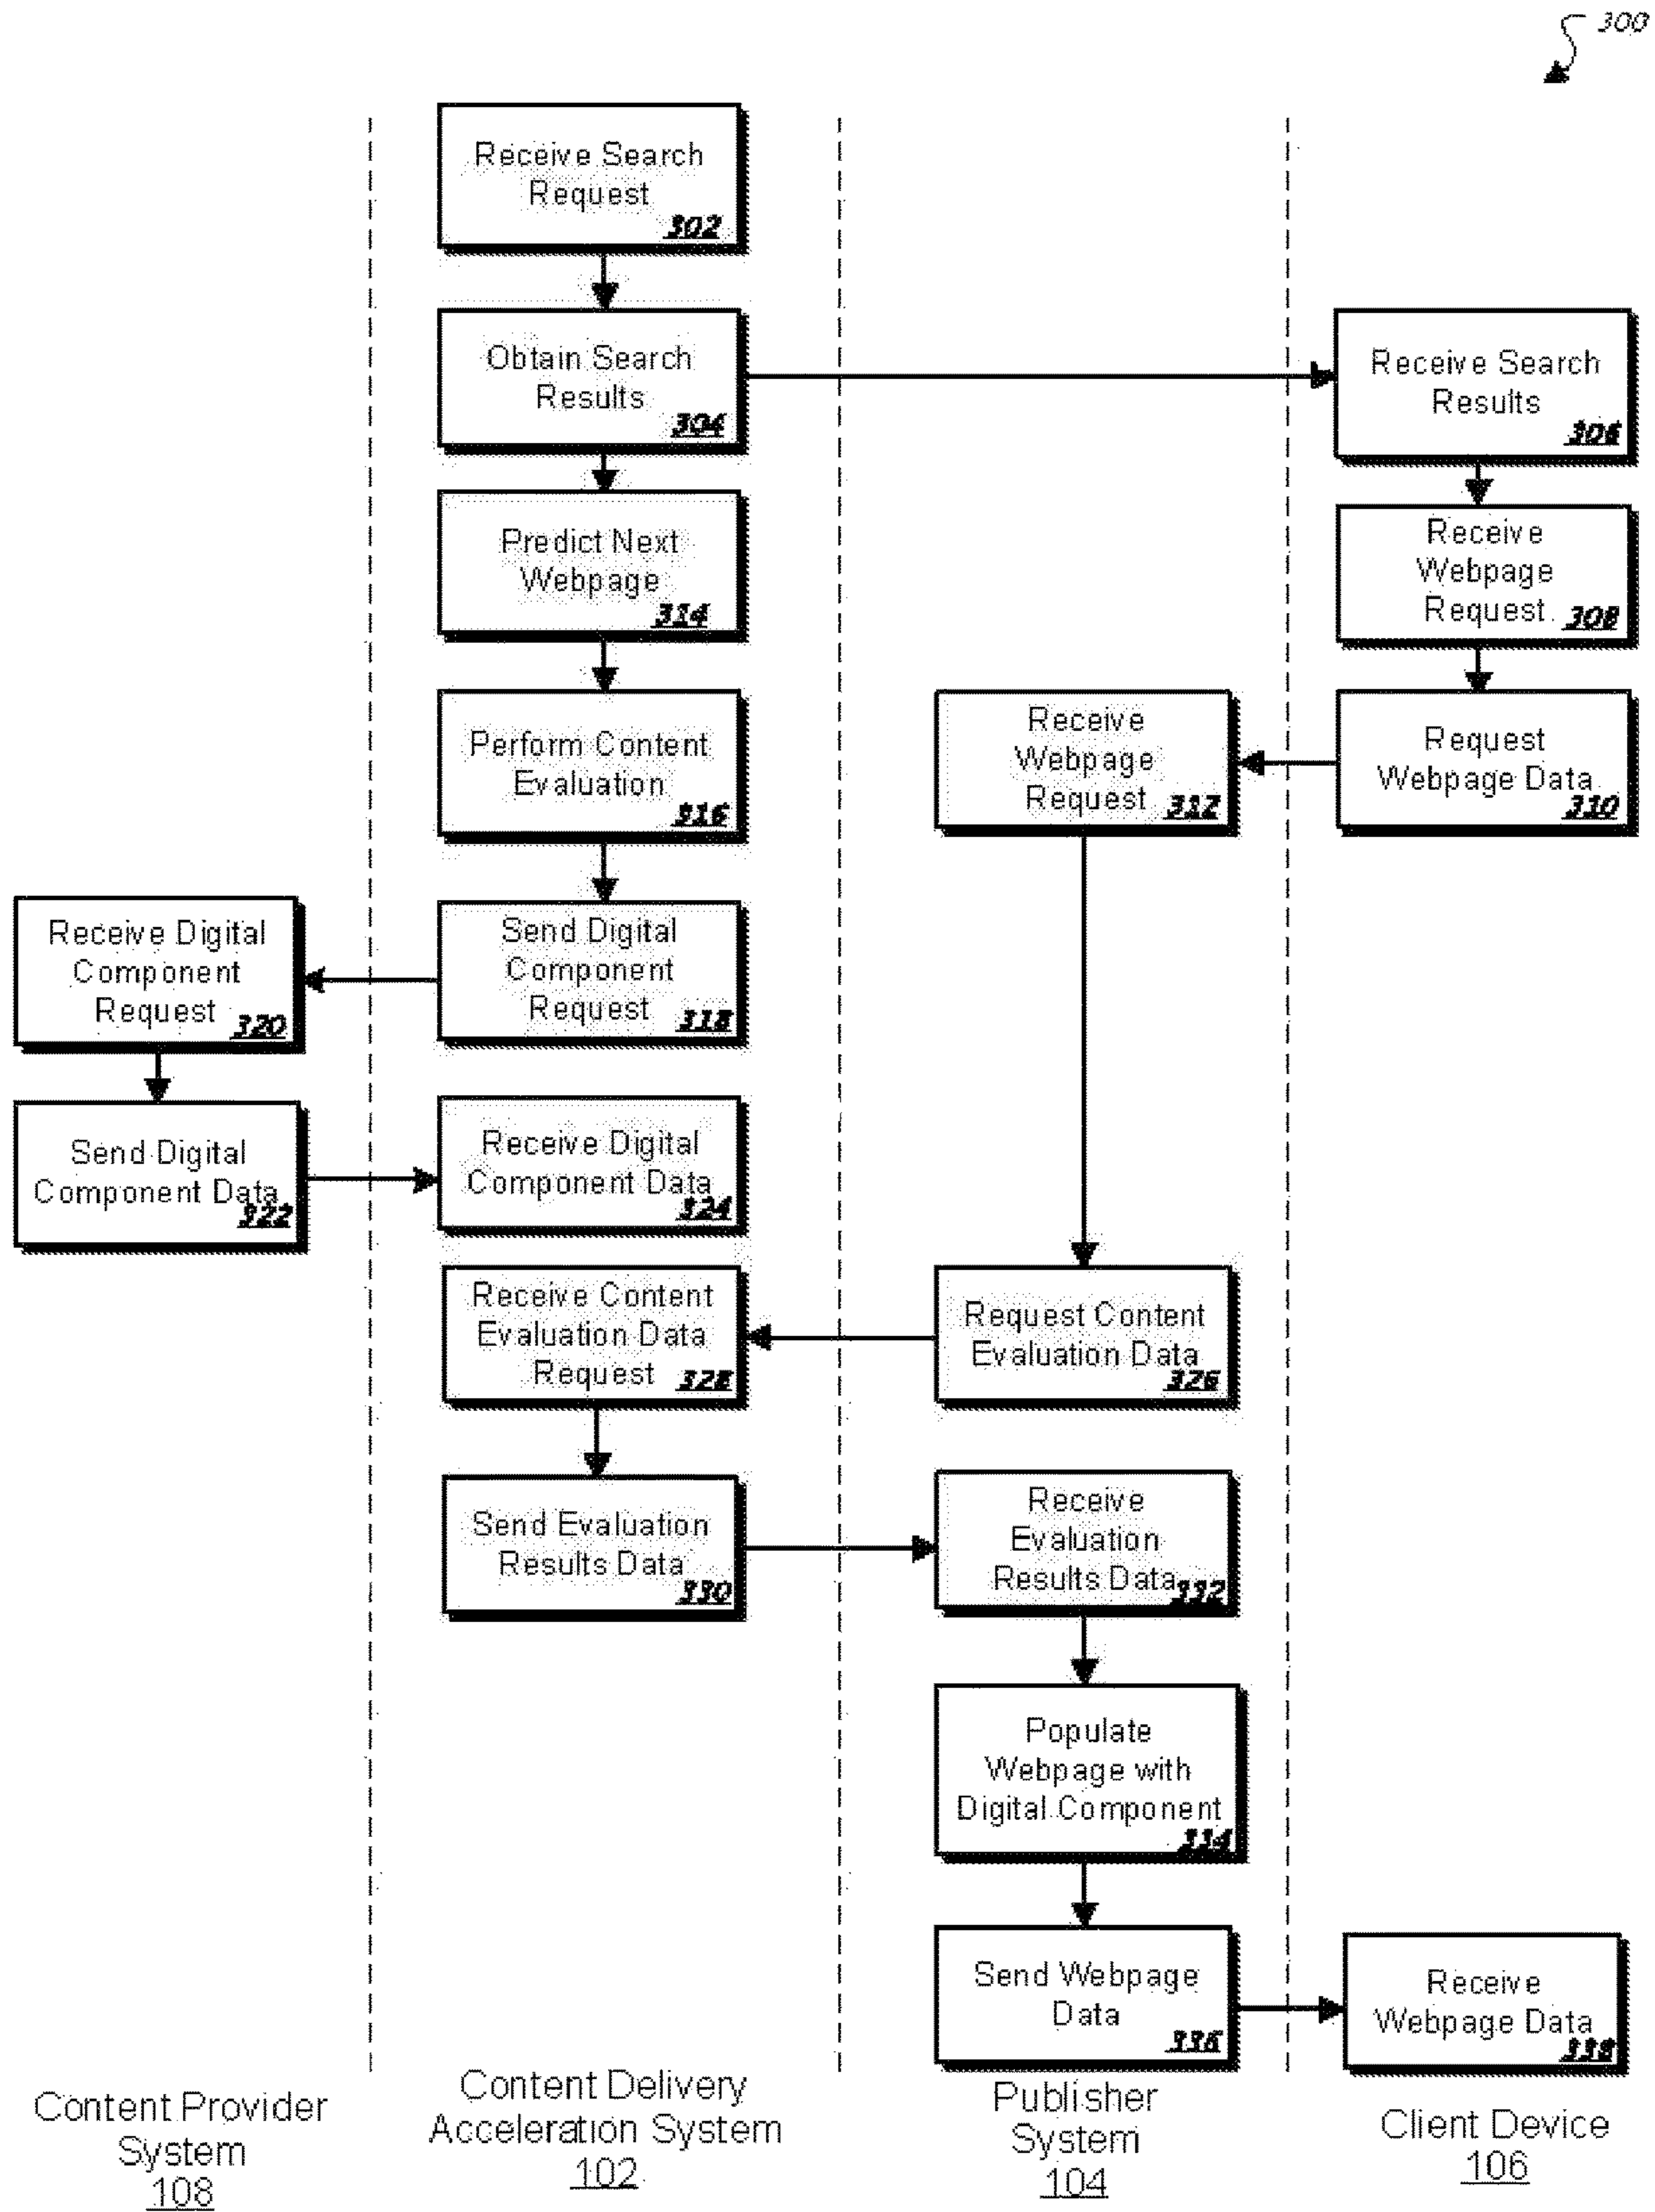 300
Receive Search
Request
302
Obtain Search
Results
304
Receive Search
Results
306
Predict Next
Webpage
314
Receive
Webpage
Request
308
Perform Content
Evaluation
316
Receive
Webpage
Request
312
Request
Webpage Data
310
Receive Digital
Component
Request
320
Send Digital
Component
Request
318
Send Digital
Component Data
322
Receive Digital
Component Data
324
Receive Content
Evaluation Data
Request
328
Request Content
Evaluation Data
326
Send Evaluation
Results Data
330
Receive
Evaluation
Results Data
332
Populate
Webpage with
Digital Component
334
Send Webpage
Data
336
Receive
Webpage Data
338
Content Provider
System
108
Content Delivery
Acceleration System
102
Publisher
System
104
Client Device
106